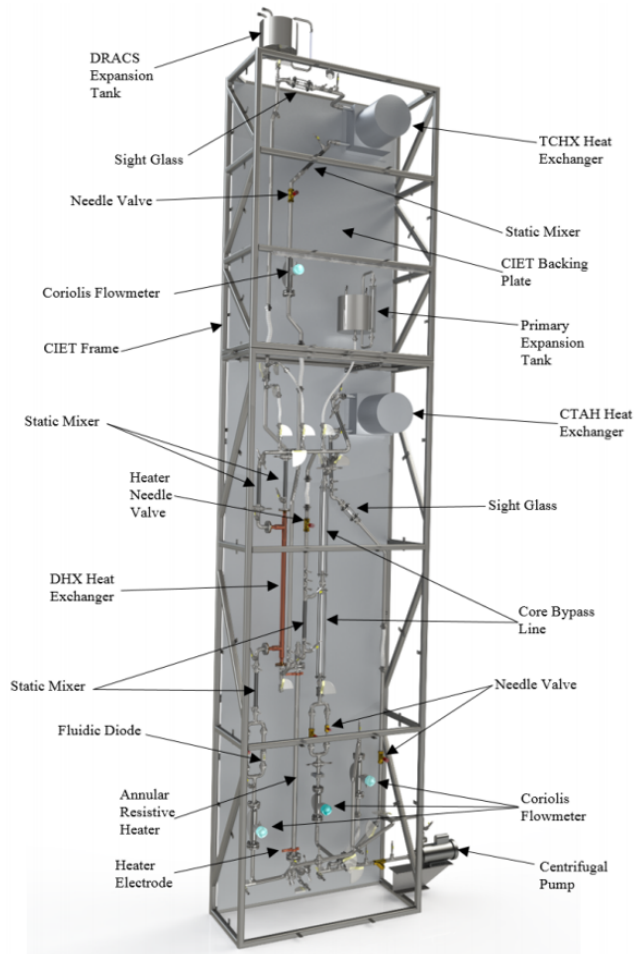 DRACS
Expansion
Tank
Sight Glass
Needle Valve
Coriolis Flowmeter
CIET Frame
Static Mixer
Heater
Needle
Valve
DHX Heat
Exchanger
Static Mixer
Fluidic Diode
Annular
Resistive
Heater
Heater
Electrode
TCHX Heat
Exchanger
Static Mixer
CIET Backing
Plate
Primary
Expansion
Tank
CTAH Heat
Exchanger
Sight Glass
Core Bypass
Line
Needle Valve
Coriolis
Flowmeter
Centrifugal
Pump